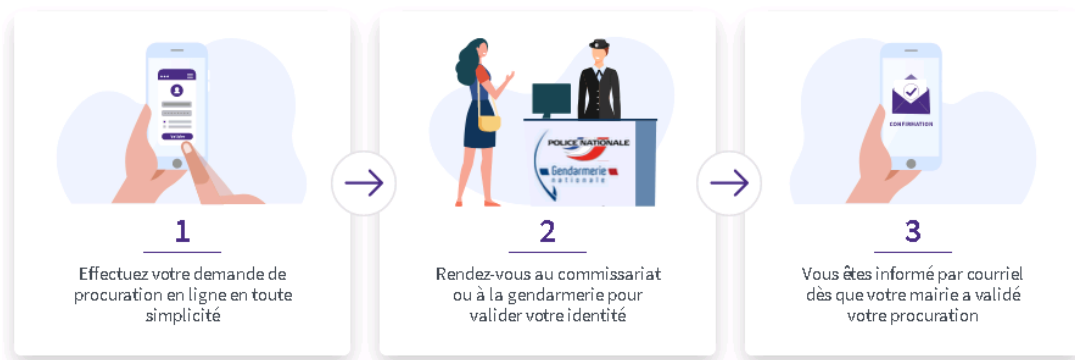 CONFIRMATION
POLICE NATIONALE
Gendarmerie
nationale
1
Effectuez votre demande de
procuration en ligne en toute
simplicité
2
Rendez-vous au commissariat
ou à la gendarmerie pour
valider votre identité
3
Vous êtes informé par courriel
dès que votre mairie a validé
votre procuration